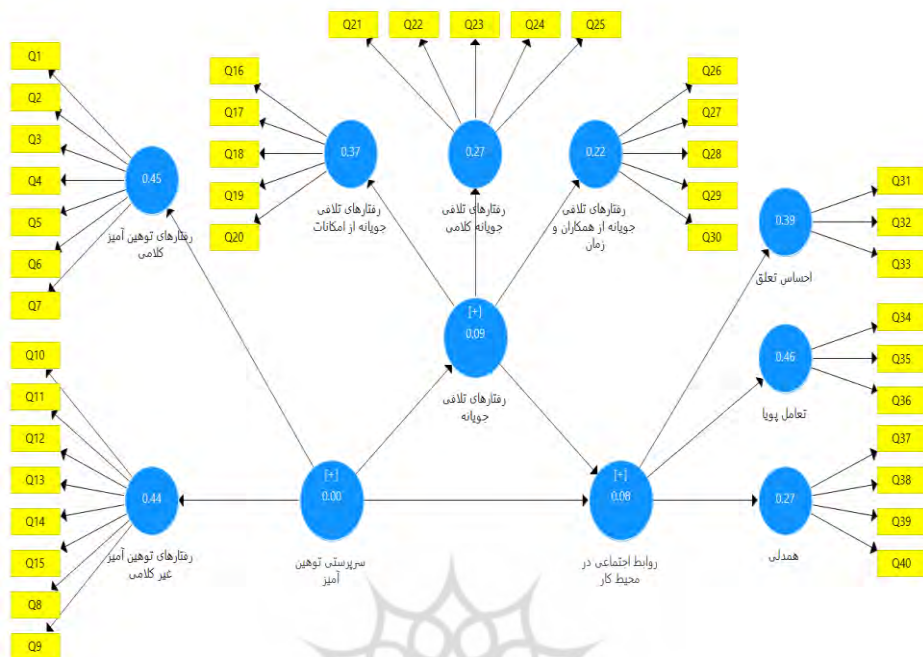 Q21
Q22
Q23
Q24
Q25
Q1
Q2
Q3
Q4
Q5
Q6
Q7
0.45
رفتارهای توهین آمیز
کلامی
Q16
Q17
Q18
Q19
Q20
0.37
رفتارهای تلافی
جویانه از امکانات
0.27
رفتارهای تلافی
جویانه کلامی
0.22
رفتارهای تلافی
جویانه از همکاران و
زمان
Q26
Q27
Q28
Q29
Q30
0.39
احساس تعلق
Q31
Q32
Q33
[+]
0.09
رفتارهای تلافی
جویانه
0.46
تعامل پویا
Q34
Q35
Q36
Q10
Q11
Q12
Q13
Q14
Q15
Q8
Q9
0.44
رفتارهای توهین آمیز
غیر کلامی
[+]
0.00
سرپرستی توهین
آمیز
[+]
0.08
روابط اجتماعی در
محیط کار
0.27
همدلی
Q37
Q38
Q39
Q40